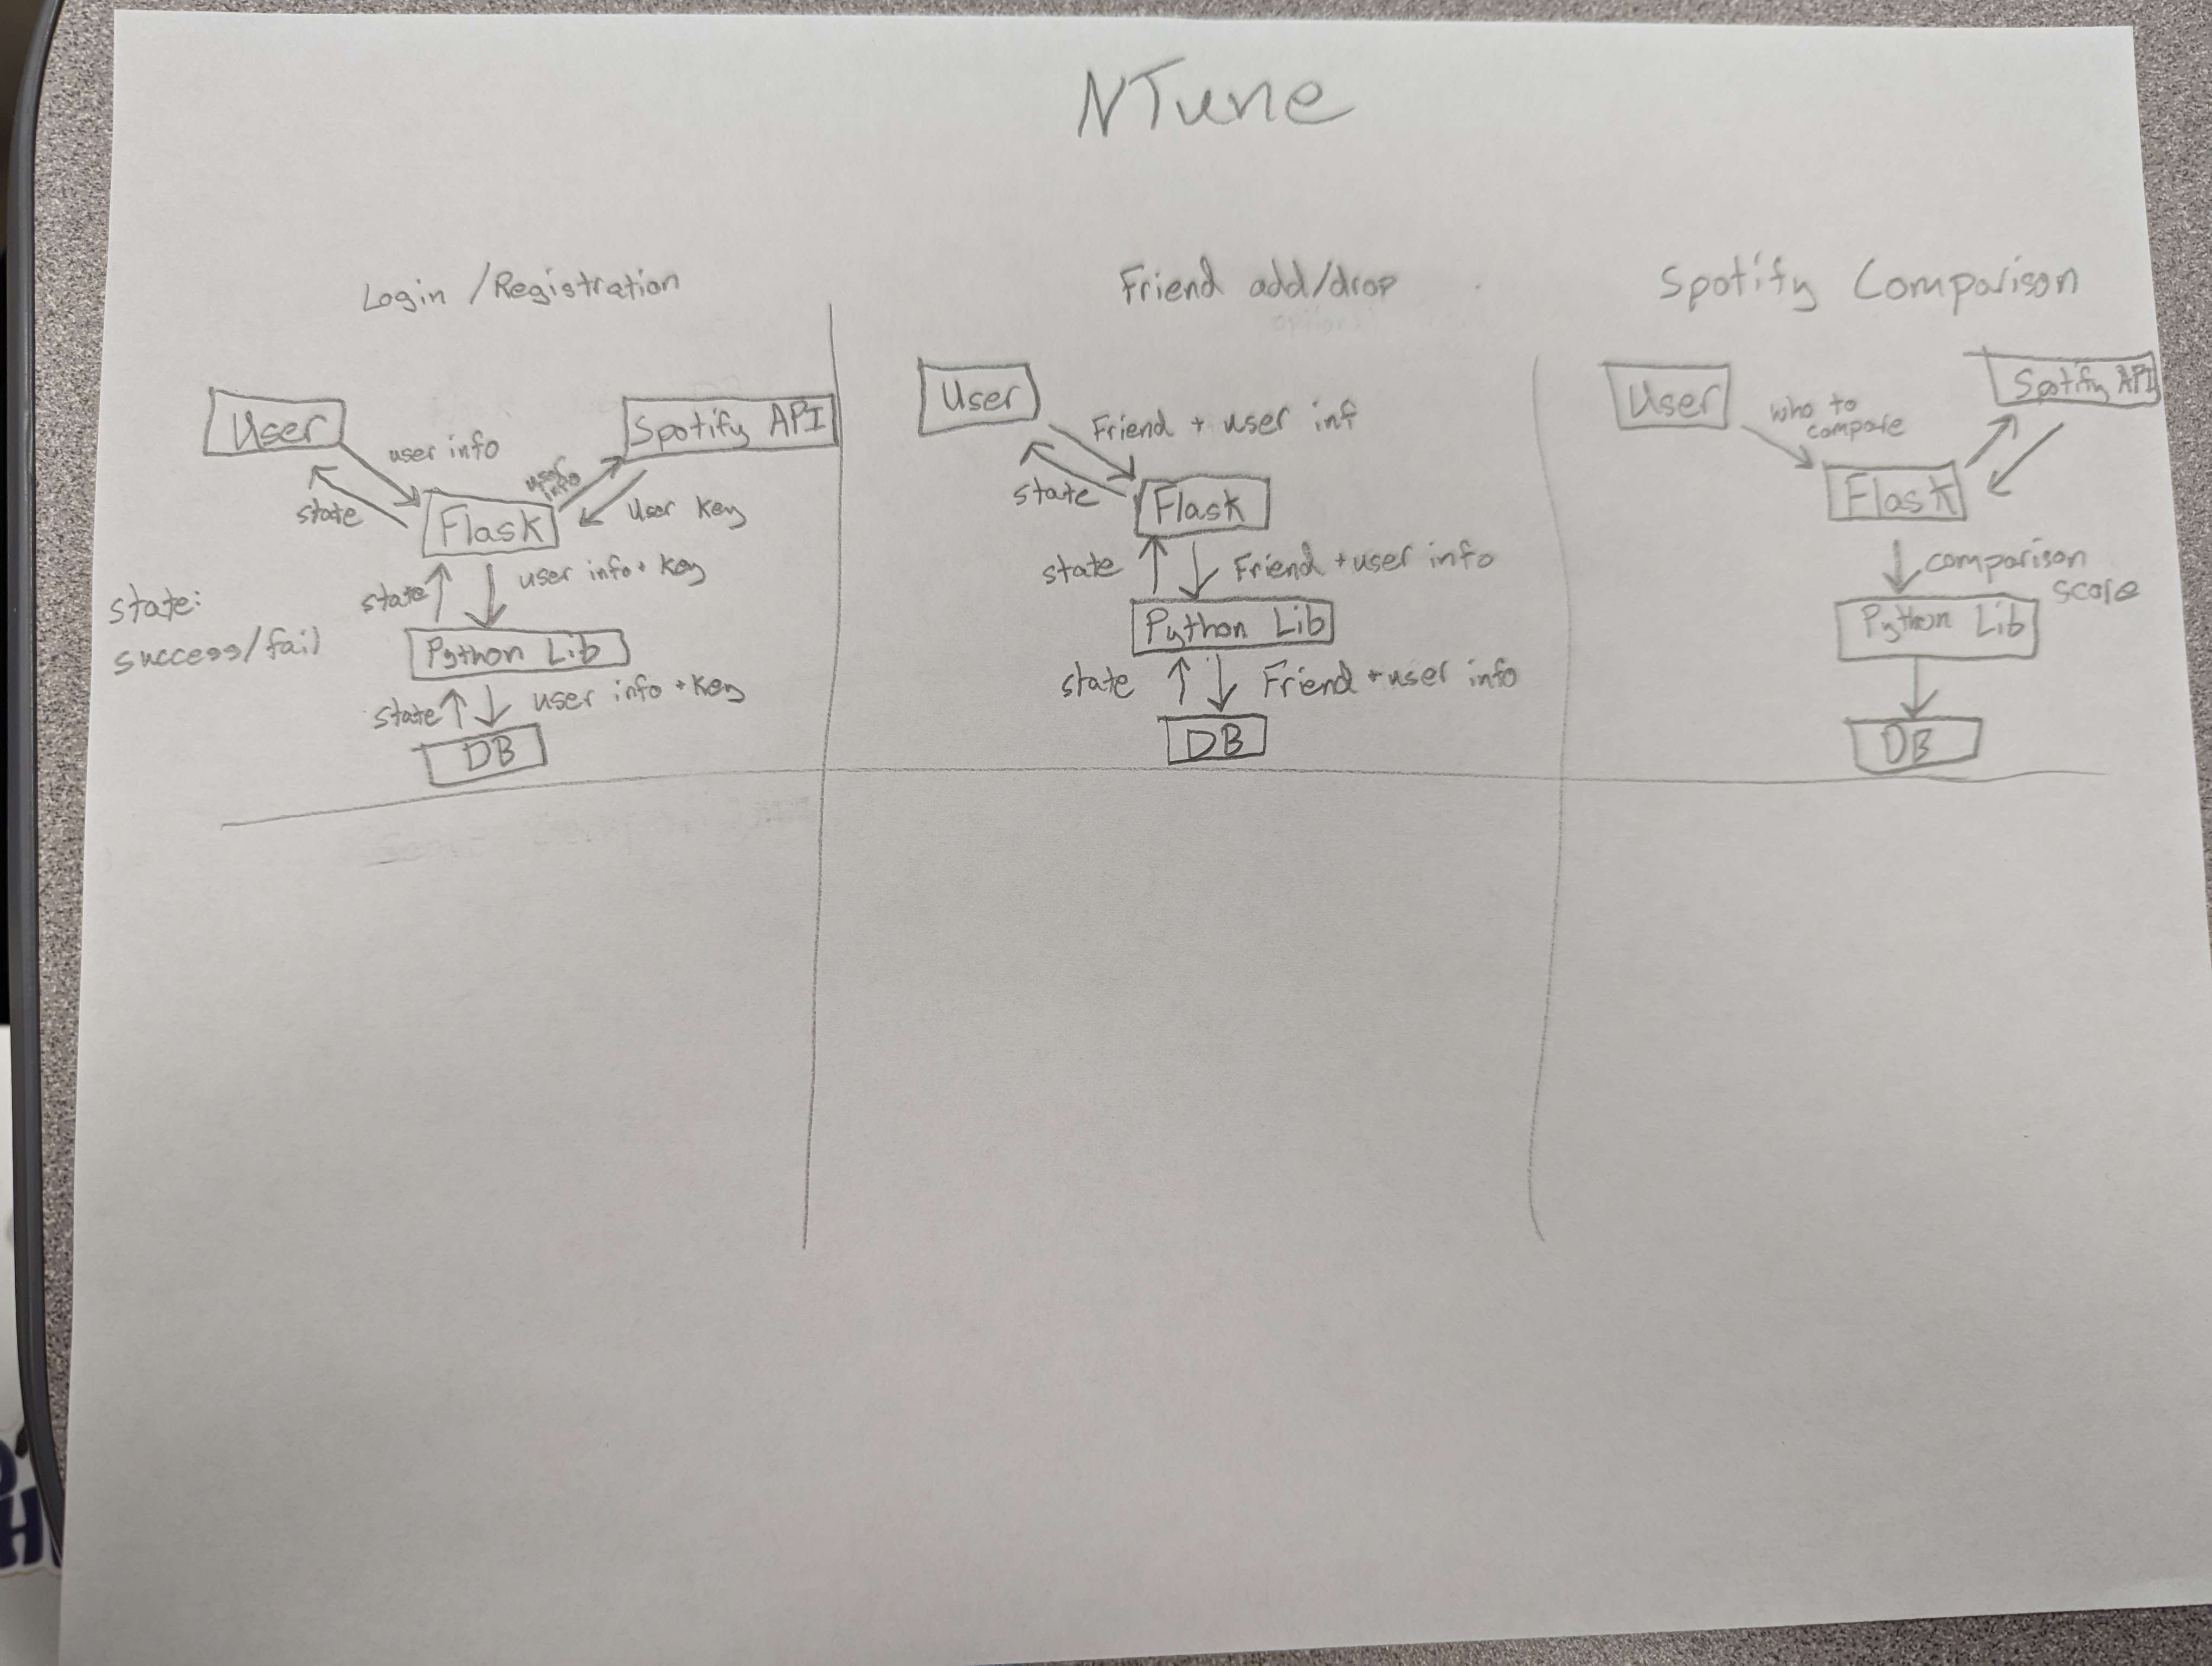 NTune
Login /Registration
User
user info
state
Spotify API
user
info
User Key
Flask
state
user info + Key
state:
success/fail
Python Lib
state
user info + Key
DB
Friend add/drop
User
Friend + user inf
state
Flask
state
Friend + user info
Python Lib
state
Friend + user info
DB
Spotify Comparison
User
who to
compare
Spotify API
Flask
comparison
score
Python Lib
DB